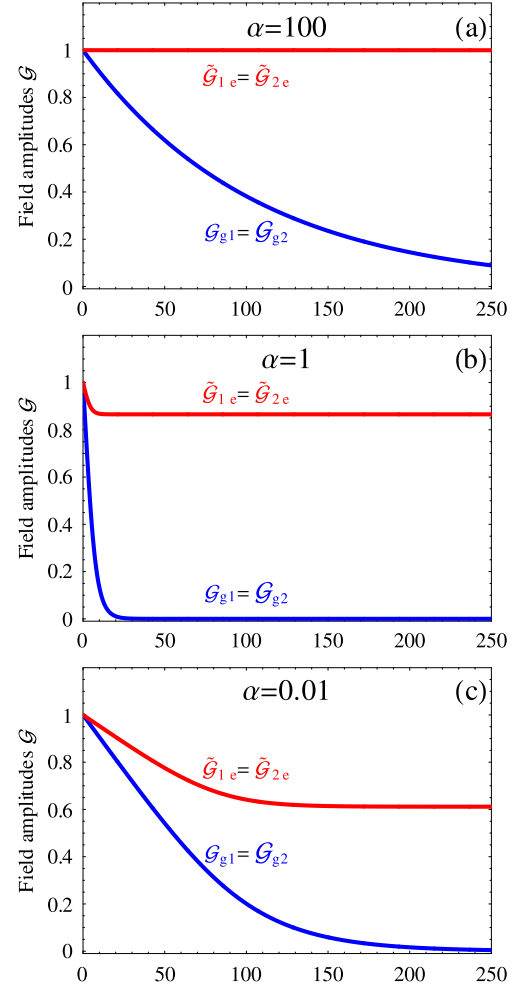 α=100
(a)
Field amplitudes 𝒢
1
0.8
0.6
0.4
0.2
0
𝒢̃1 e= 𝒢̃2 e
𝒢g1= 𝒢g2
0 50 100 150 200 250
α=1
(b)
Field amplitudes 𝒢
1
0.8
0.6
0.4
0.2
0
𝒢̃1 e= 𝒢̃2 e
𝒢g1= 𝒢g2
0 50 100 150 200 250
α=0.01
(c)
Field amplitudes 𝒢
1
0.8
0.6
0.4
0.2
0
𝒢̃1 e= 𝒢̃2 e
𝒢g1= 𝒢g2
0 50 100 150 200 250